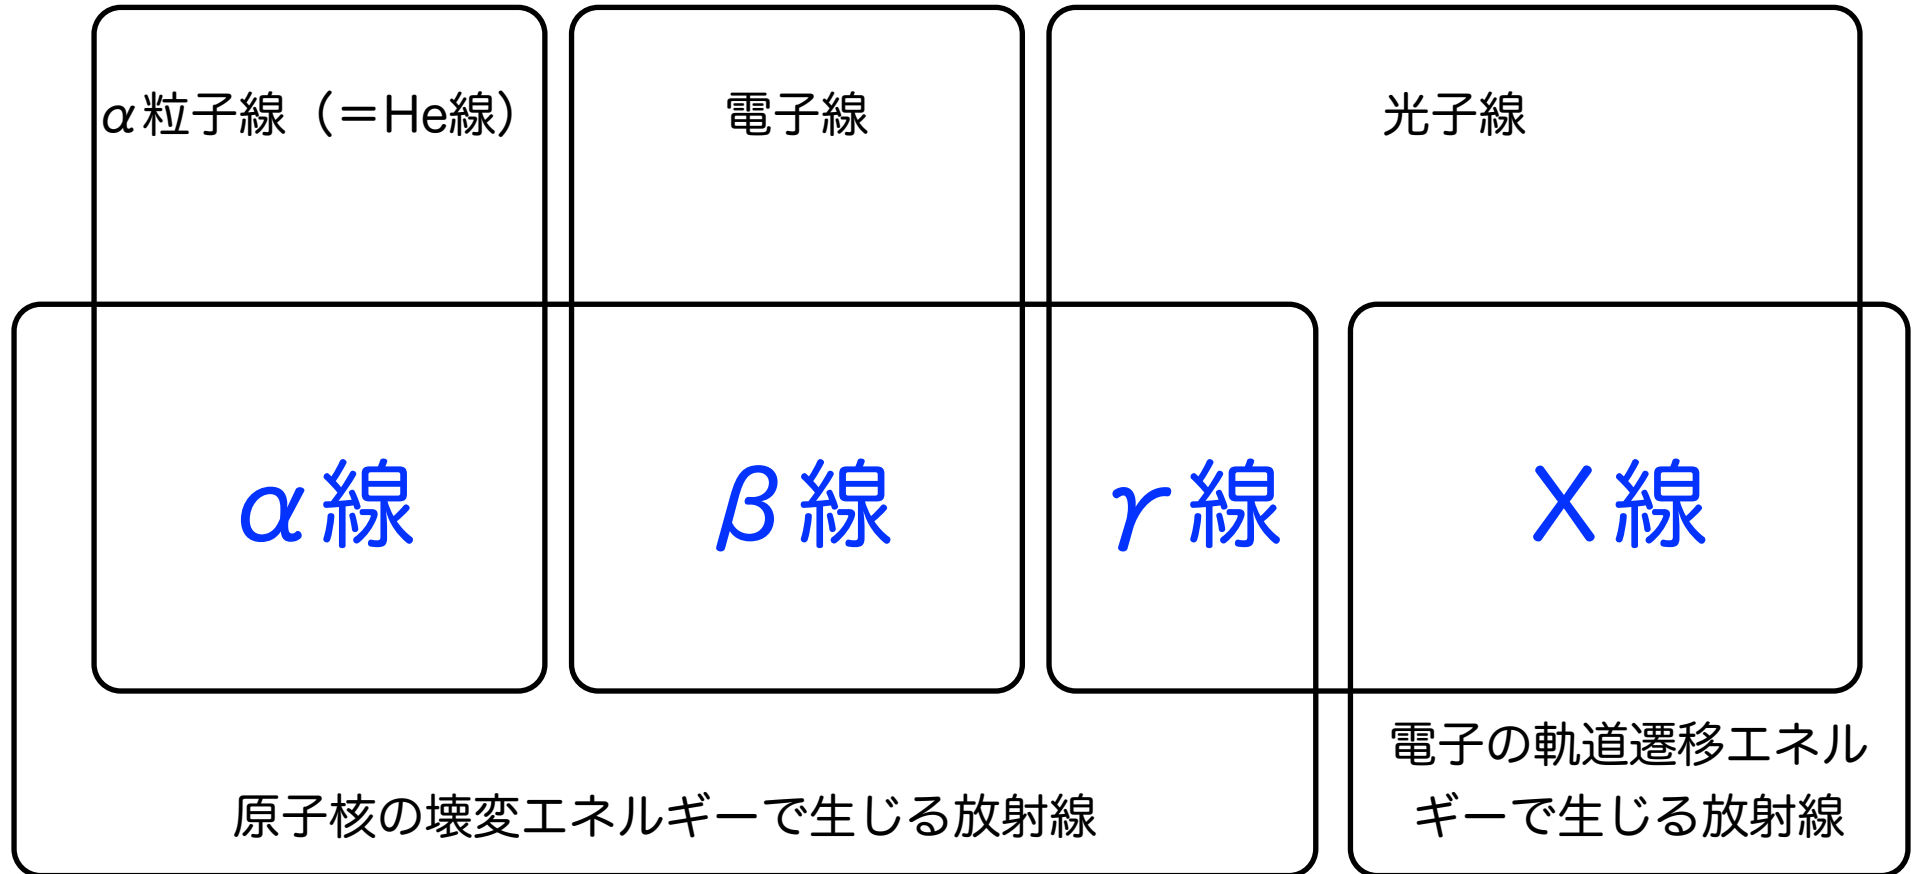 α粒子線（＝He線）
電子線
光子線
α線
β線
γ線
X線
原子核の壊変エネルギーで生じる放射線
電子の軌道遷移エネル
ギーで生じる放射線